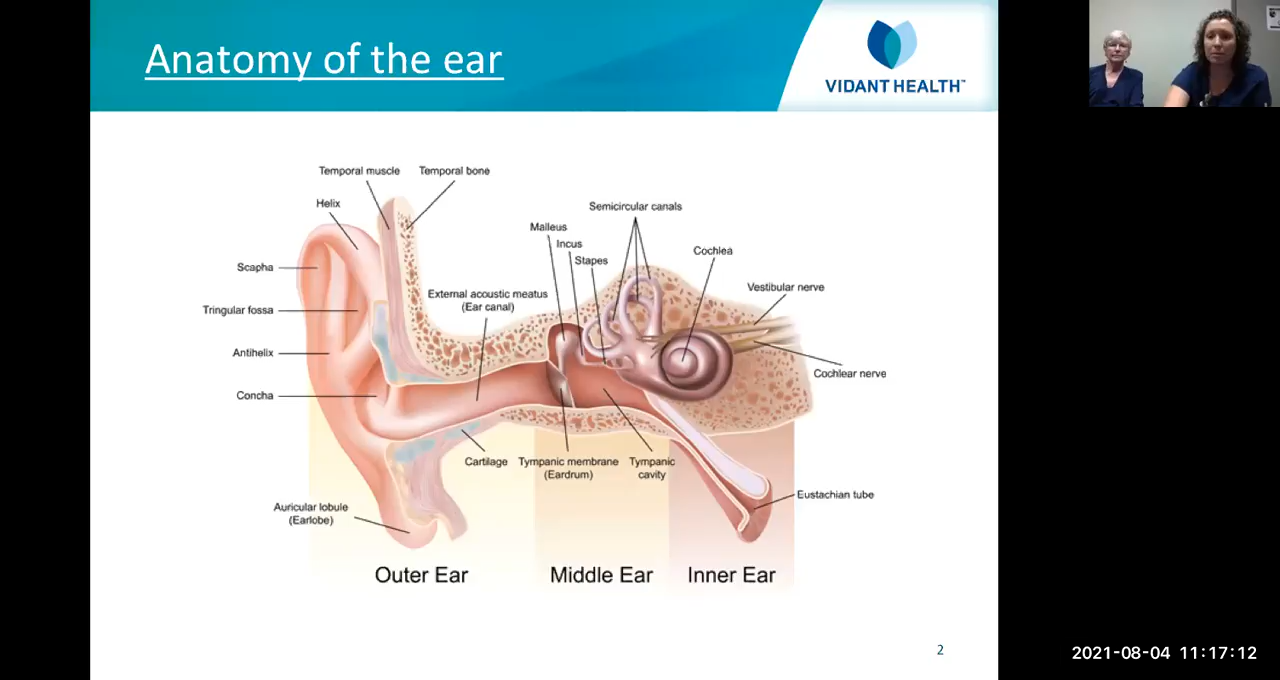 Anatomy of the ear
VIDANT HEALTH™
Temporal muscle
Temporal bone
Helix
Semicircular canals
Malleus
Incus
Stapes
Cochlea
Scapha
Vestibular nerve
External acoustic meatus
(Ear canal)
Tringular fossa
Antihelix
Cochlear nerve
Concha
Cartilage
Tympanic membrane
(Eardrum)
Tympanic
cavity
Eustachian tube
Auricular lobule
(Earlobe)
Outer Ear
Middle Ear
Inner Ear
2
2021-08-04 11:17:12